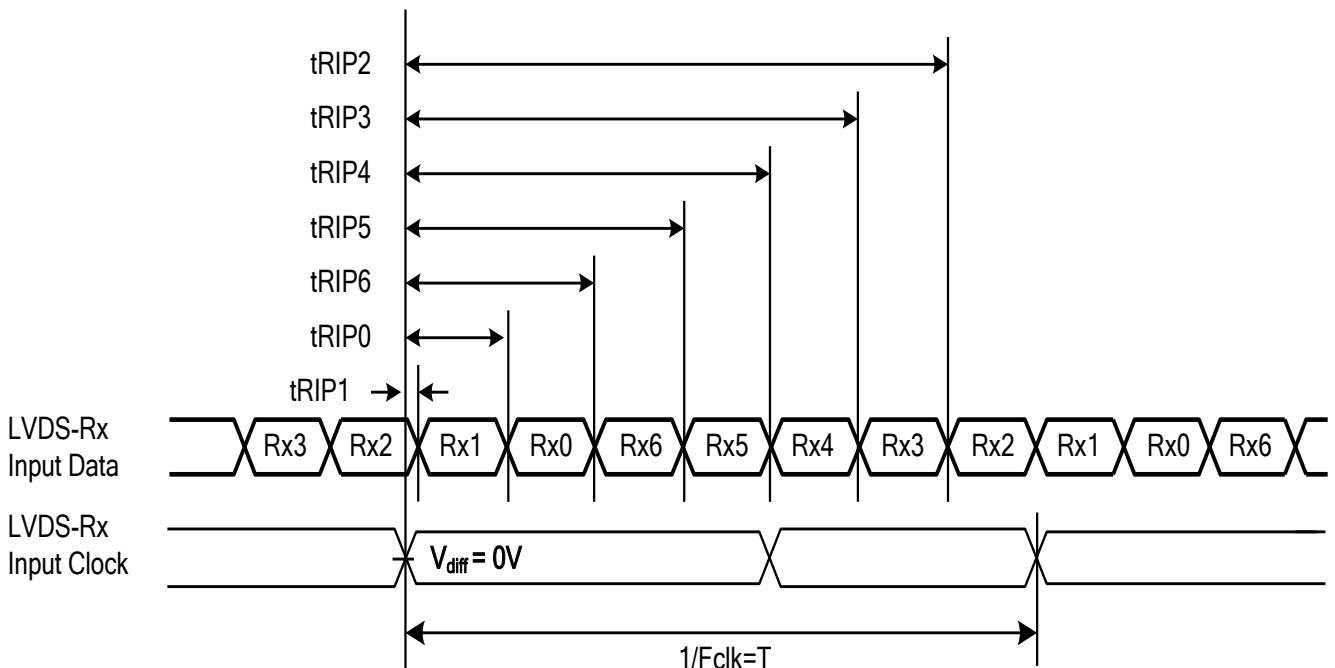 tRIP2
tRIP3
tRIP4
tRIP5
tRIP6
tRIP0
tRIP1
LVDS-Rx
Input Data
Rx3 Rx2 Rx1 Rx0 Rx6 Rx5 Rx4 Rx3 Rx2 Rx1 Rx0 Rx6
LVDS-Rx
Input Clock
Vdiff = 0V
1/Fclk=T